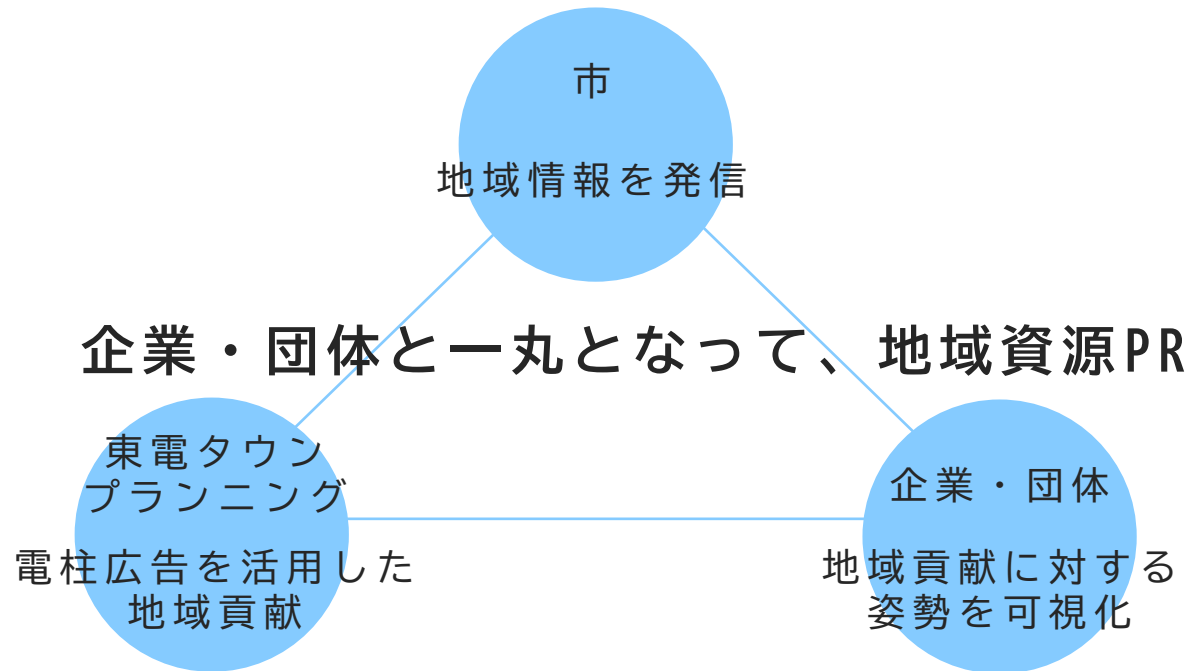 市
地域情報を発信
企業・団体と一丸となって、地域資源PR
東電タウン
プランニング
電柱広告を活用した
地域貢献
企業・団体
地域貢献に対する
姿勢を可視化